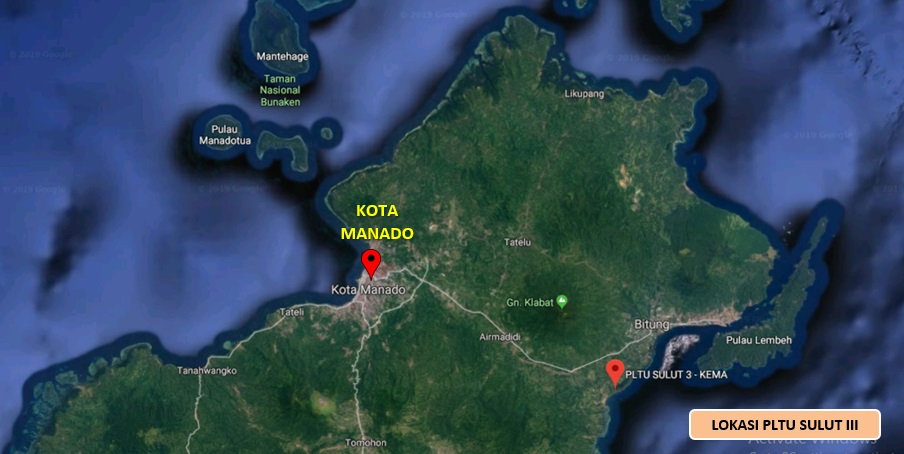 Mantehage
Taman
Nasional
Bunaken
Likupang
Pulau
Manadotua
KOTA
MANADO
Tatelu
Kota Manado
Gn. Klabat
Tateli
Bitung
Airmadidi
Pulau Lembeh
Tanahwangko
PLTU SULUT 3 - KEMA
LOKASI PLTU SULUT III
Activate Windows
Tomohon